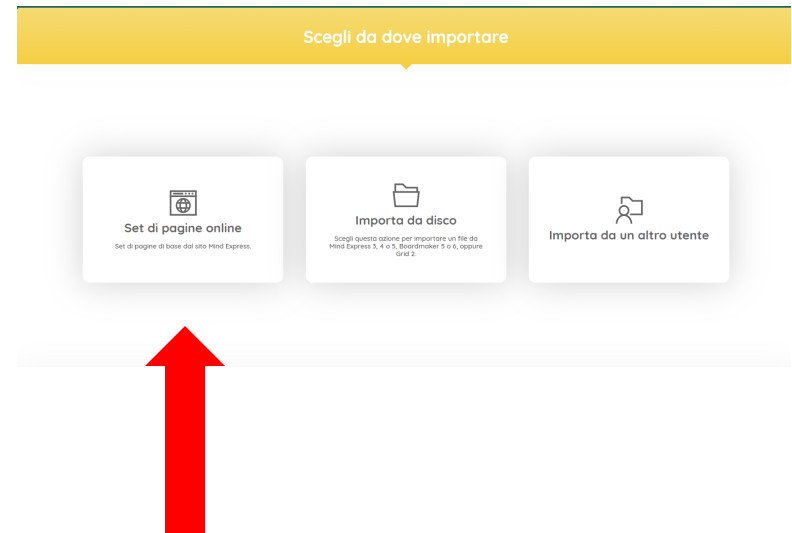 Scegli da dove importare
Set di pagine online
Set di pagine di base dal sito Mind Express.
Importa da disco
Scegli questa azione per importare un file da
Mind Express 3, 4 o 5, Boardmaker 5 o 6, oppure
Grid 2.
Importa da un altro utente